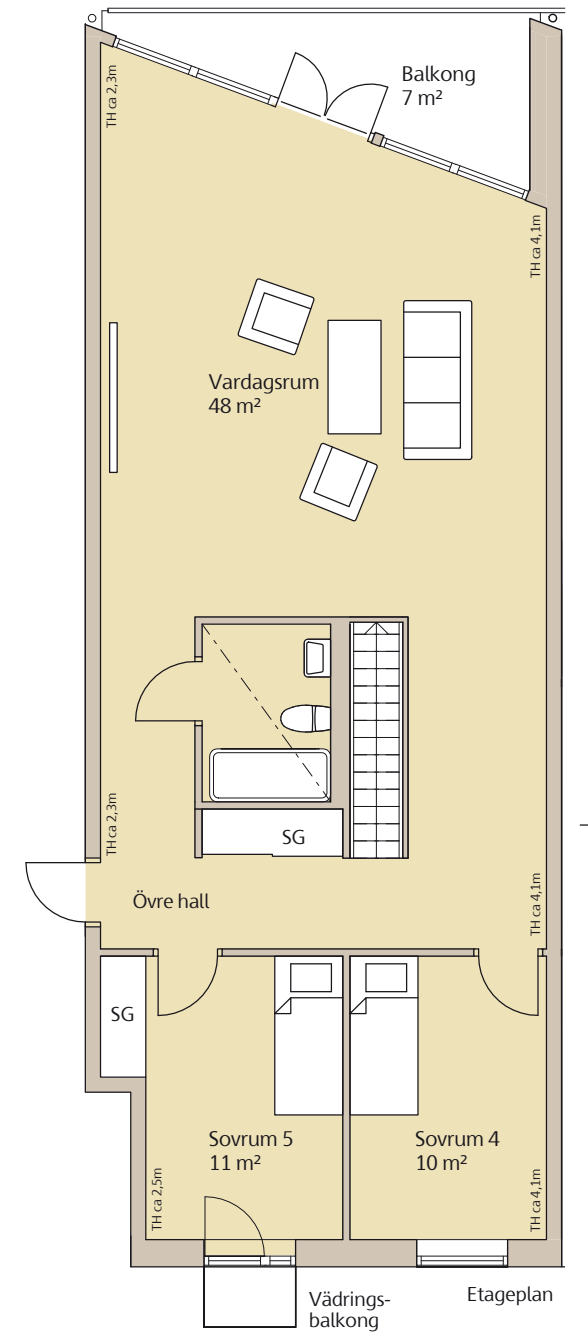 TH ca 2,3m
Balkong
7 m²
TH ca 4,1m
Vardagsrum
48 m²
TH ca 2,3m
SG
Övre hall
TH ca 4,1m
SG
Sovrum 5
11 m²
Sovrum 4
10 m²
TH ca 2,5m
TH ca 4,1m
Vädrings-
balkong
Etageplan